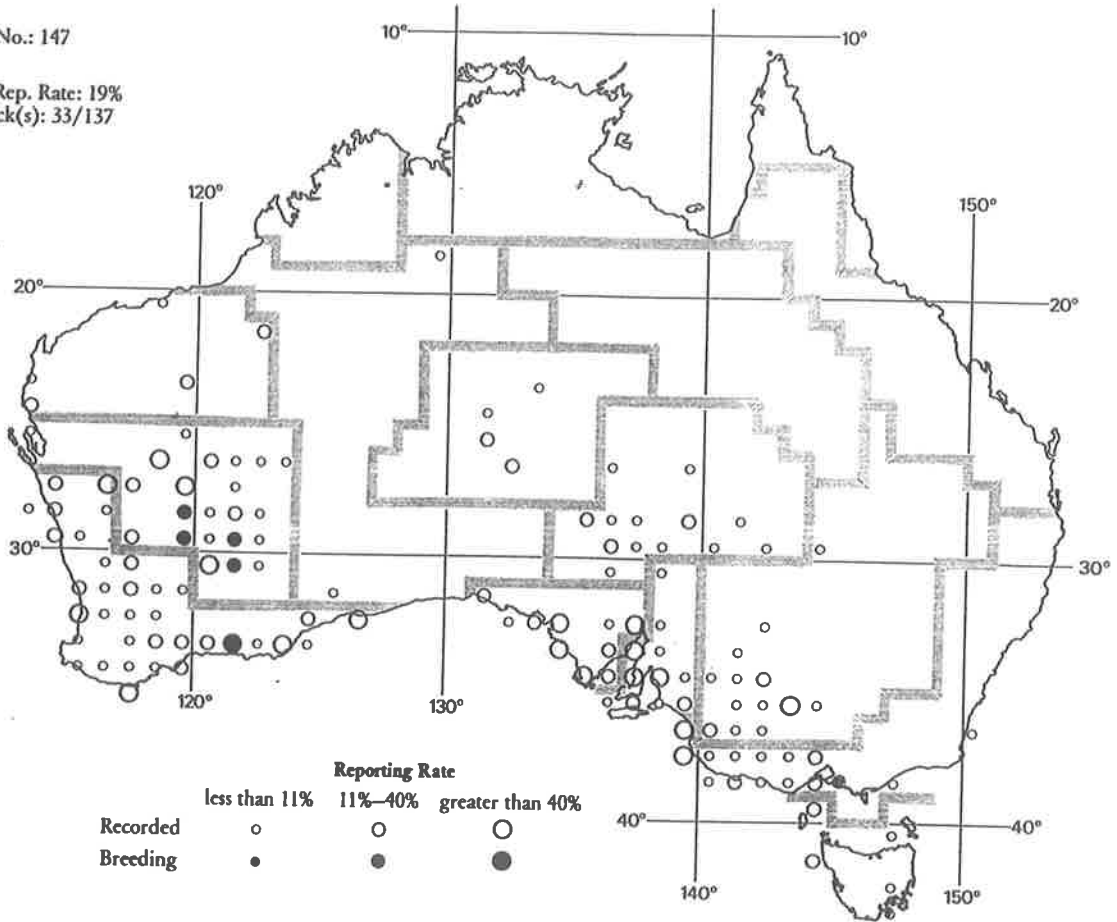 No.: 147
Rep. Rate: 19%
ck(s): 33/137
10° 10°
120° 150°
20° 20°
30° 30°
120° 130°
40° 40°
140° 150°
Reporting Rate
less than 11% 11%–40% greater than 40%
Recorded
Breeding